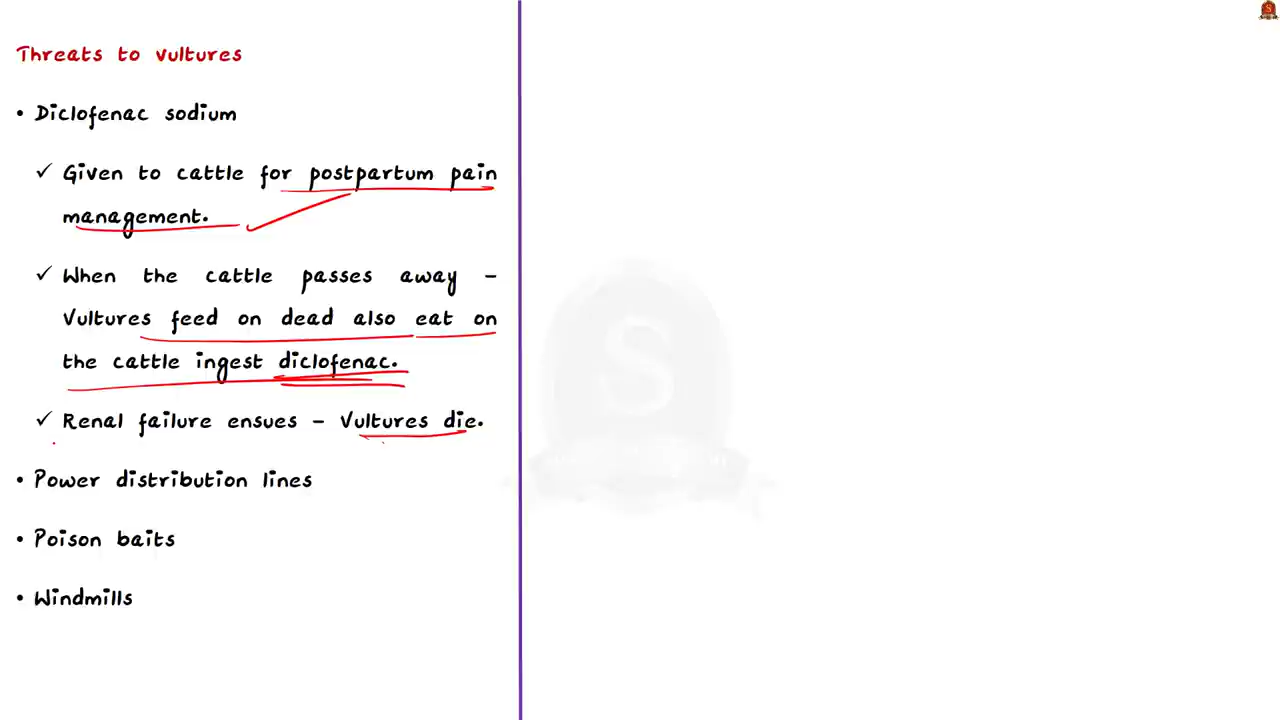 Threats to vultures
• Diclofenac sodium
✓ Given to cattle for postpartum pain
management.
✓ When the cattle passes away –
Vultures feed on dead also eat on
the cattle ingest diclofenac.
✓ Renal failure ensues – Vultures die.
• Power distribution lines
• Poison baits
• Windmills
S